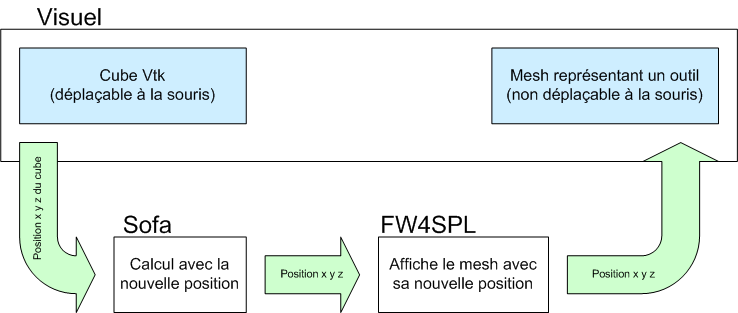 Visuel
Cube Vtk
(déplaçable à la souris)
Mesh représentant un outil
(non déplaçable à la souris)
Position x y z du cube
Sofa
Calcul avec la
nouvelle position
Position x y z
FW4SPL
Affiche le mesh avec
sa nouvelle position
Position x y z